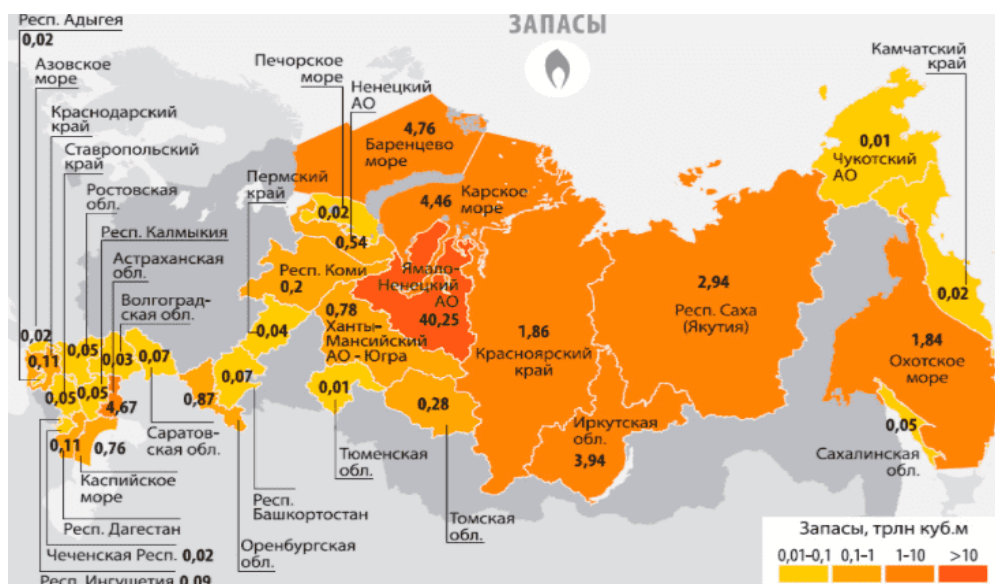 ЗАПАСЫ
Респ. Адыгея
0,02
Азовское
море
Краснодарский
край
Ставропольский
край
Ростовская
обл.
Респ. Калмыкия
Астраханская
обл.
Волгоград-
ская обл.
Печорское
море
Ненецкий
АО
Пермский
край
Камчатский
край
4,76
Баренцево
море
4,46
Карское
море
0,01
Чукотский
АО
0,02
0,54
Респ. Коми
0,2
Ямало-
Ненецкий
АО
40,25
0,78
Ханты-
Мансийский
АО - Югра
1,86
Красноярский
край
2,94
Респ. Саха
(Якутия)
0,02
1,84
Охотское
море
0,05
Сахалинская
обл.
Иркутская
обл.
3,94
0,28
Томская
обл.
0,01
Тюменская
обл.
0,04
0,07
Респ.
Башкортостан
0,87
Оренбургская
обл.
0,07
Саратов-
ская обл.
0,02
0,11
0,05
0,03
0,05
0,05
4,67
0,11
0,76
Каспийское
море
Респ. Дагестан
Чеченская Респ. 0,02
Респ. Ингушетия 0,09
Запасы, трлн куб.м
0,01–0,1 0,1–1 1-10 >10